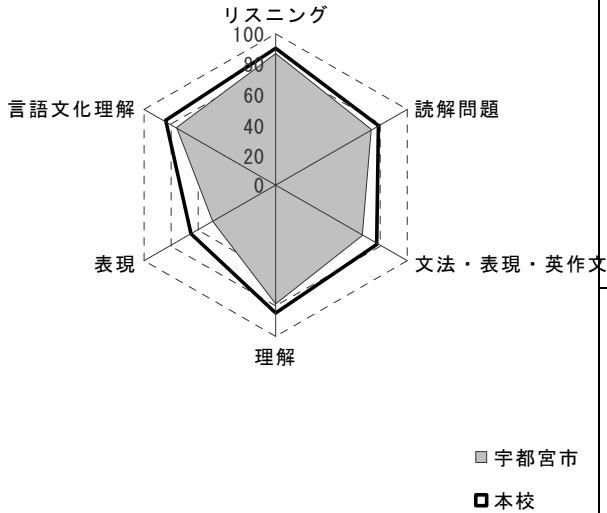 リスニング
100
80
60
40
20
0
言語文化理解
読解問題
表現
文法・表現・英作文
理解
宇都宮市
本校